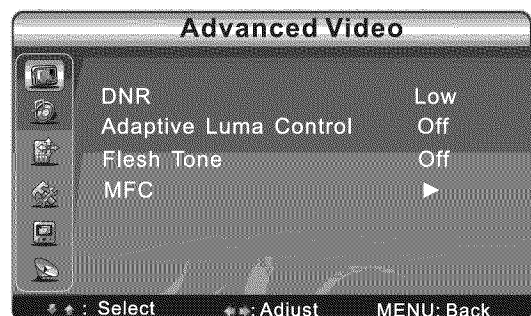 Advanced Video
DNR Low
Adaptive Luma Control Off
Flesh Tone Off
MFC ►
: Select : Adjust MENU: Back